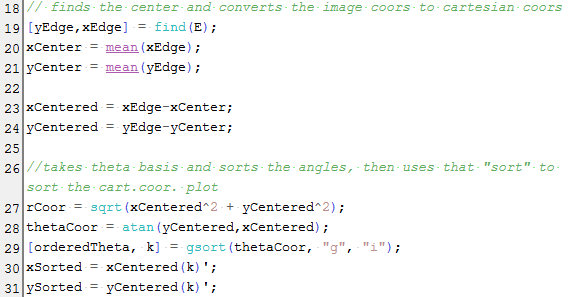 18 // finds the center and converts the image coors to cartesian coors
19 [yEdge,xEdge] = find(E);
20 xCenter = mean(xEdge);
21 yCenter = mean(yEdge);
22
23 xCentered = xEdge-xCenter;
24 yCentered = yEdge-yCenter;
25
26 //takes theta basis and sorts the angles, then uses that "sort" to
sort the cart.coor. plot
27 rCoor = sqrt(xCentered^2 + yCentered^2);
28 thetaCoor = atan(yCentered,xCentered);
29 [orderedTheta, k] = gsort(thetaCoor, "g", "i");
30 xSorted = xCentered(k)';
31 ySorted = yCentered(k)';